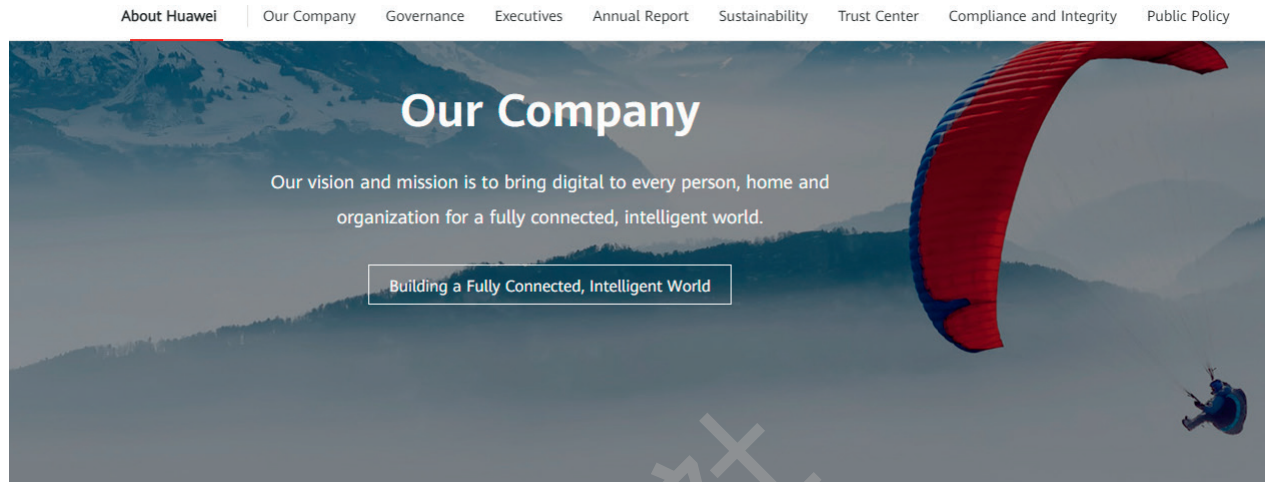 About Huawei Our Company Governance Executives Annual Report Sustainability Trust Center Compliance and Integrity Public Policy
Our Company
Our vision and mission is to bring digital to every person, home and
organization for a fully connected, intelligent world.
Building a Fully Connected, Intelligent World